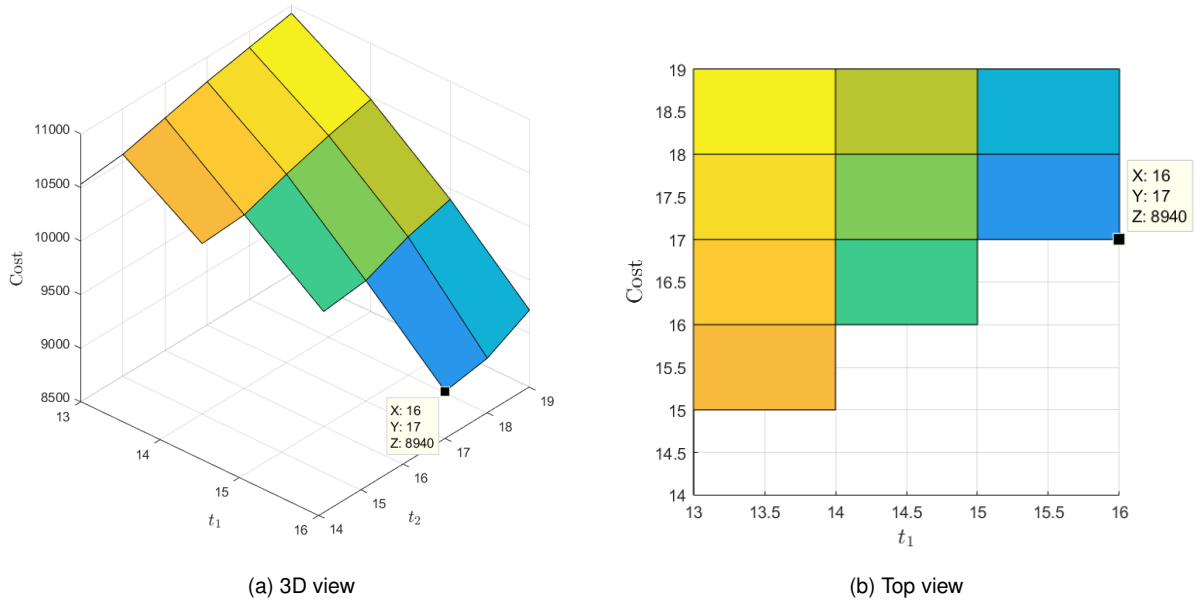 11000
10500
10000
9500
9000
8500
Cost
13
14
15
16
t₁
14
15
16
17
18
19
t₂
X: 16
Y: 17
Z: 8940
(a) 3D view
19
18.5
18
17.5
17
16.5
16
15.5
15
14.5
14
Cost
13
13.5
14
14.5
15
15.5
16
t₁
X: 16
Y: 17
Z: 8940
(b) Top view